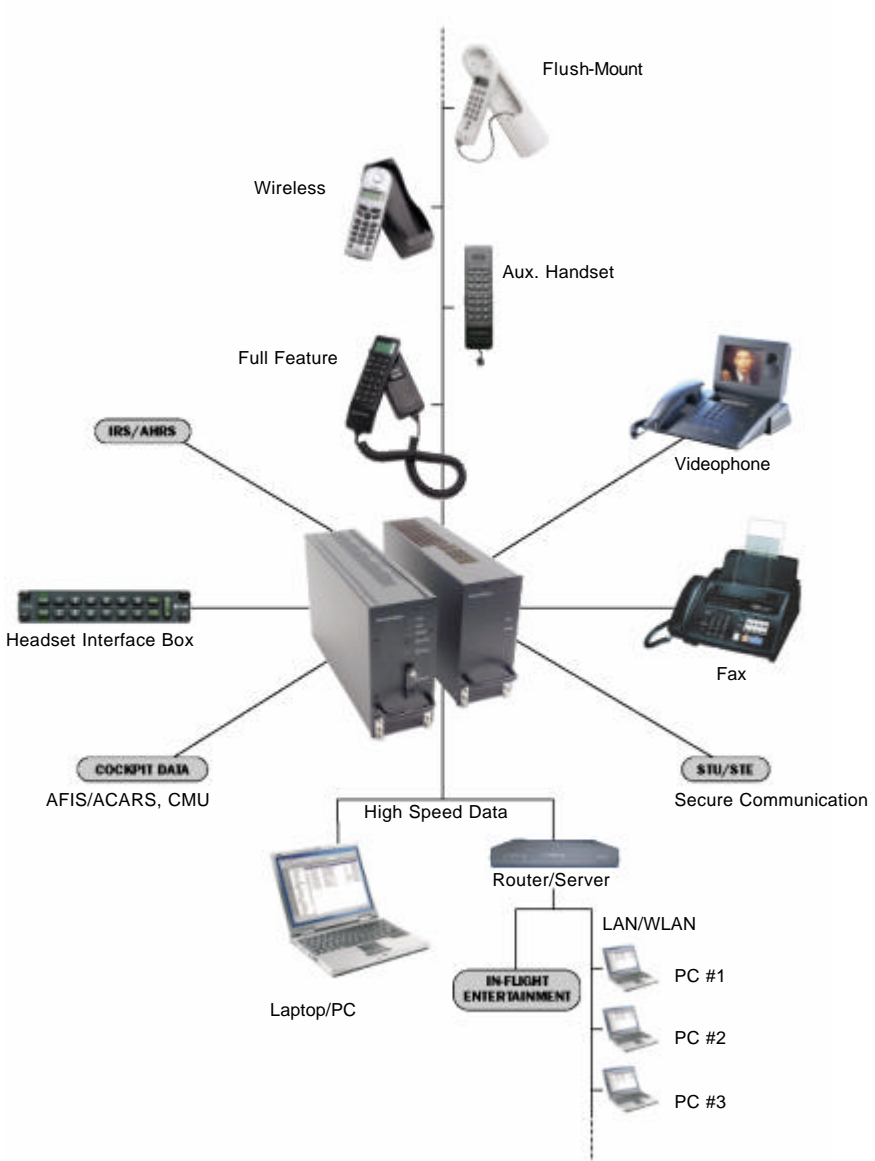 Flush-Mount
Wireless
Aux. Handset
Full Feature
IRS/AHRS
Videophone
Headset Interface Box
Fax
COCKPIT DATA
AFIS/ACARS, CMU
STU/STE
Secure Communication
High Speed Data
Router/Server
LAN/WLAN
IN-FLIGHT
ENTERTAINMENT
PC #1
Laptop/PC
PC #2
PC #3